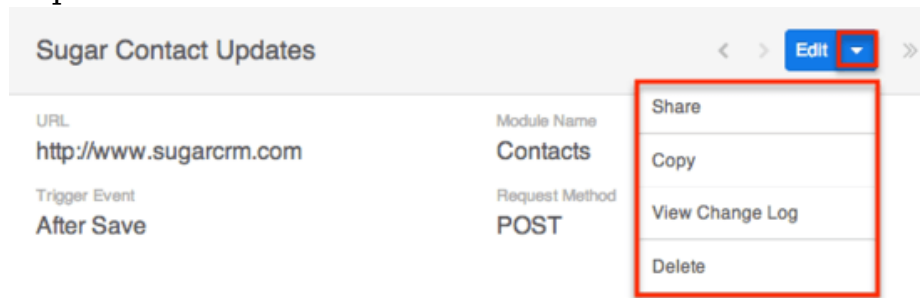 Sugar Contact Updates
Edit
URL
http://www.sugarcrm.com
Module Name
Contacts
Trigger Event
After Save
Request Method
POST
Share
Copy
View Change Log
Delete